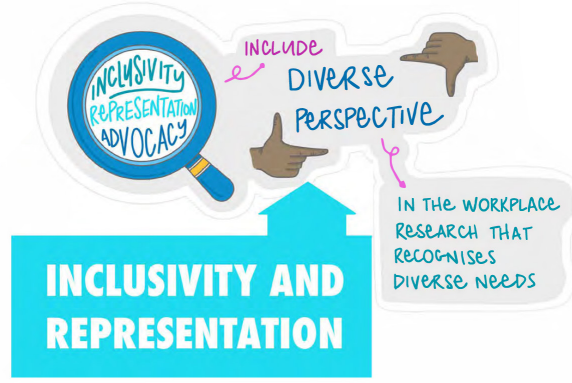 INCLUSIVITY
REPRESENTATION
ADVOCACY
INCLUDE
DIVERSE
PERSPECTIVE
IN THE WORKPLACE
RESEARCH THAT
RECOGNISES
DIVERSE NEEDS
INCLUSIVITY AND
REPRESENTATION